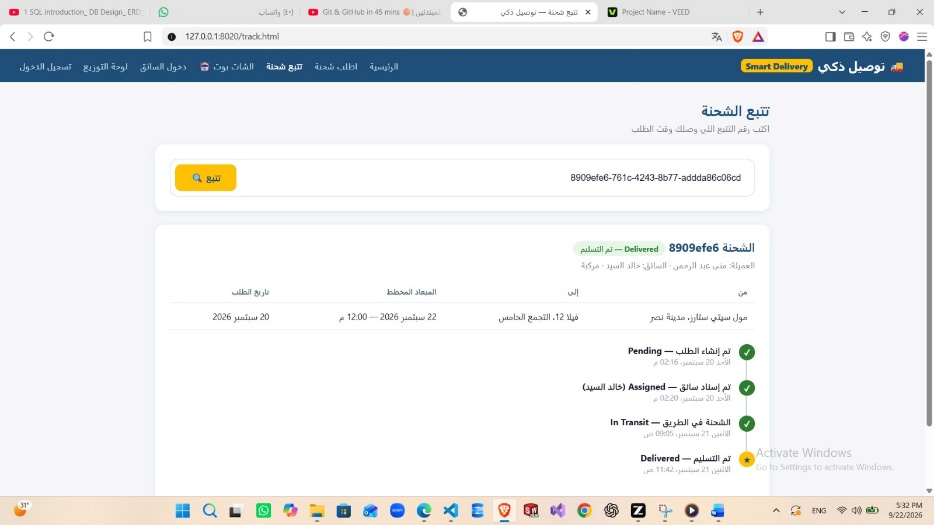 1 SQL introduction_ DB Design_ ERD
(٤+) واتساب
Git & GitHub in 45 mins
تتبع شحنة — توصيل ذكي
Project Name - VEED
127.0.0.1:8020/track.html
توصيل ذكي Smart Delivery
الرئيسية
اطلب شحنة
تتبع شحنة
الشات بوت
دخول السائق
لوحة التوزيع
تسجيل الدخول
تتبع الشحنة
اكتب رقم التتبع اللي وصلك وقت الطلب
8909efe6-761c-4243-8b77-addda86c06cd
تتبع
الشحنة 8909efe6 Delivered — تم التسليم
العميلة: منى عبد الرحمن · السائق: خالد السيد · مركبة
من إلى الميعاد المخطط تاريخ الطلب
مول سيتي ستارز، مدينة نصر فيلا 12، التجمع الخامس 22 سبتمبر 2026 — 12:00 م 20 سبتمبر 2026
تم إنشاء الطلب — Pending
الأحد 20 سبتمبر، 02:16 م
تم إسناد سائق — Assigned (خالد السيد)
الأحد 20 سبتمبر، 02:20 م
الشحنة في الطريق — In Transit
الاثنين 21 سبتمبر، 09:05 ص
تم التسليم — Delivered
الاثنين 21 سبتمبر، 11:42 ص
Activate Windows
Go to Settings to activate Windows.
31°
ENG
5:32 PM
9/22/2026